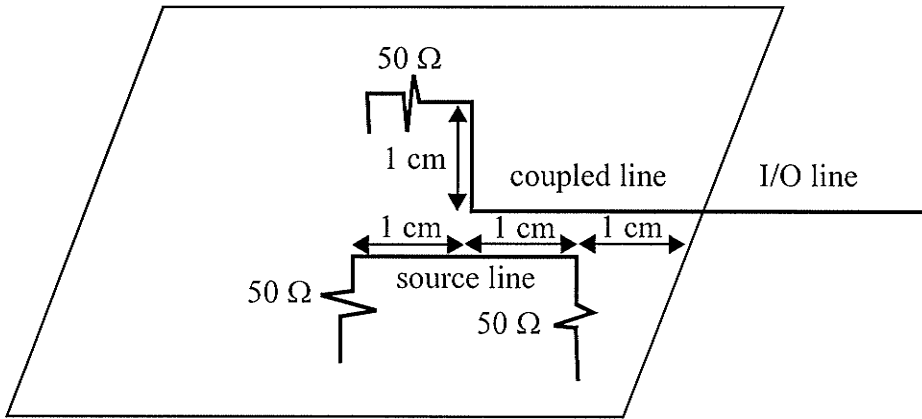 50 Ω
1 cm
coupled line
I/O line
1 cm
1 cm
1 cm
source line
50 Ω
50 Ω